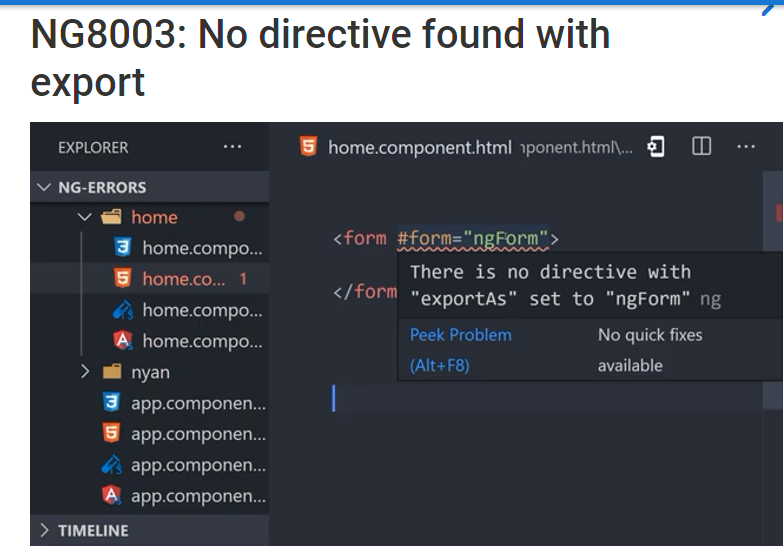 NG8003: No directive found with
export
EXPLORER ...
home.component.html ... 
NG-ERRORS
home
home.compo...
home.co... 1
home.compo...
home.compo...
nyan
app.componen...
app.componen...
app.componen...
app.componen...
TIMELINE
<form #form="ngForm">
</form
There is no directive with
"exportAs" set to "ngForm" ng
Peek Problem No quick fixes
(Alt+F8) available